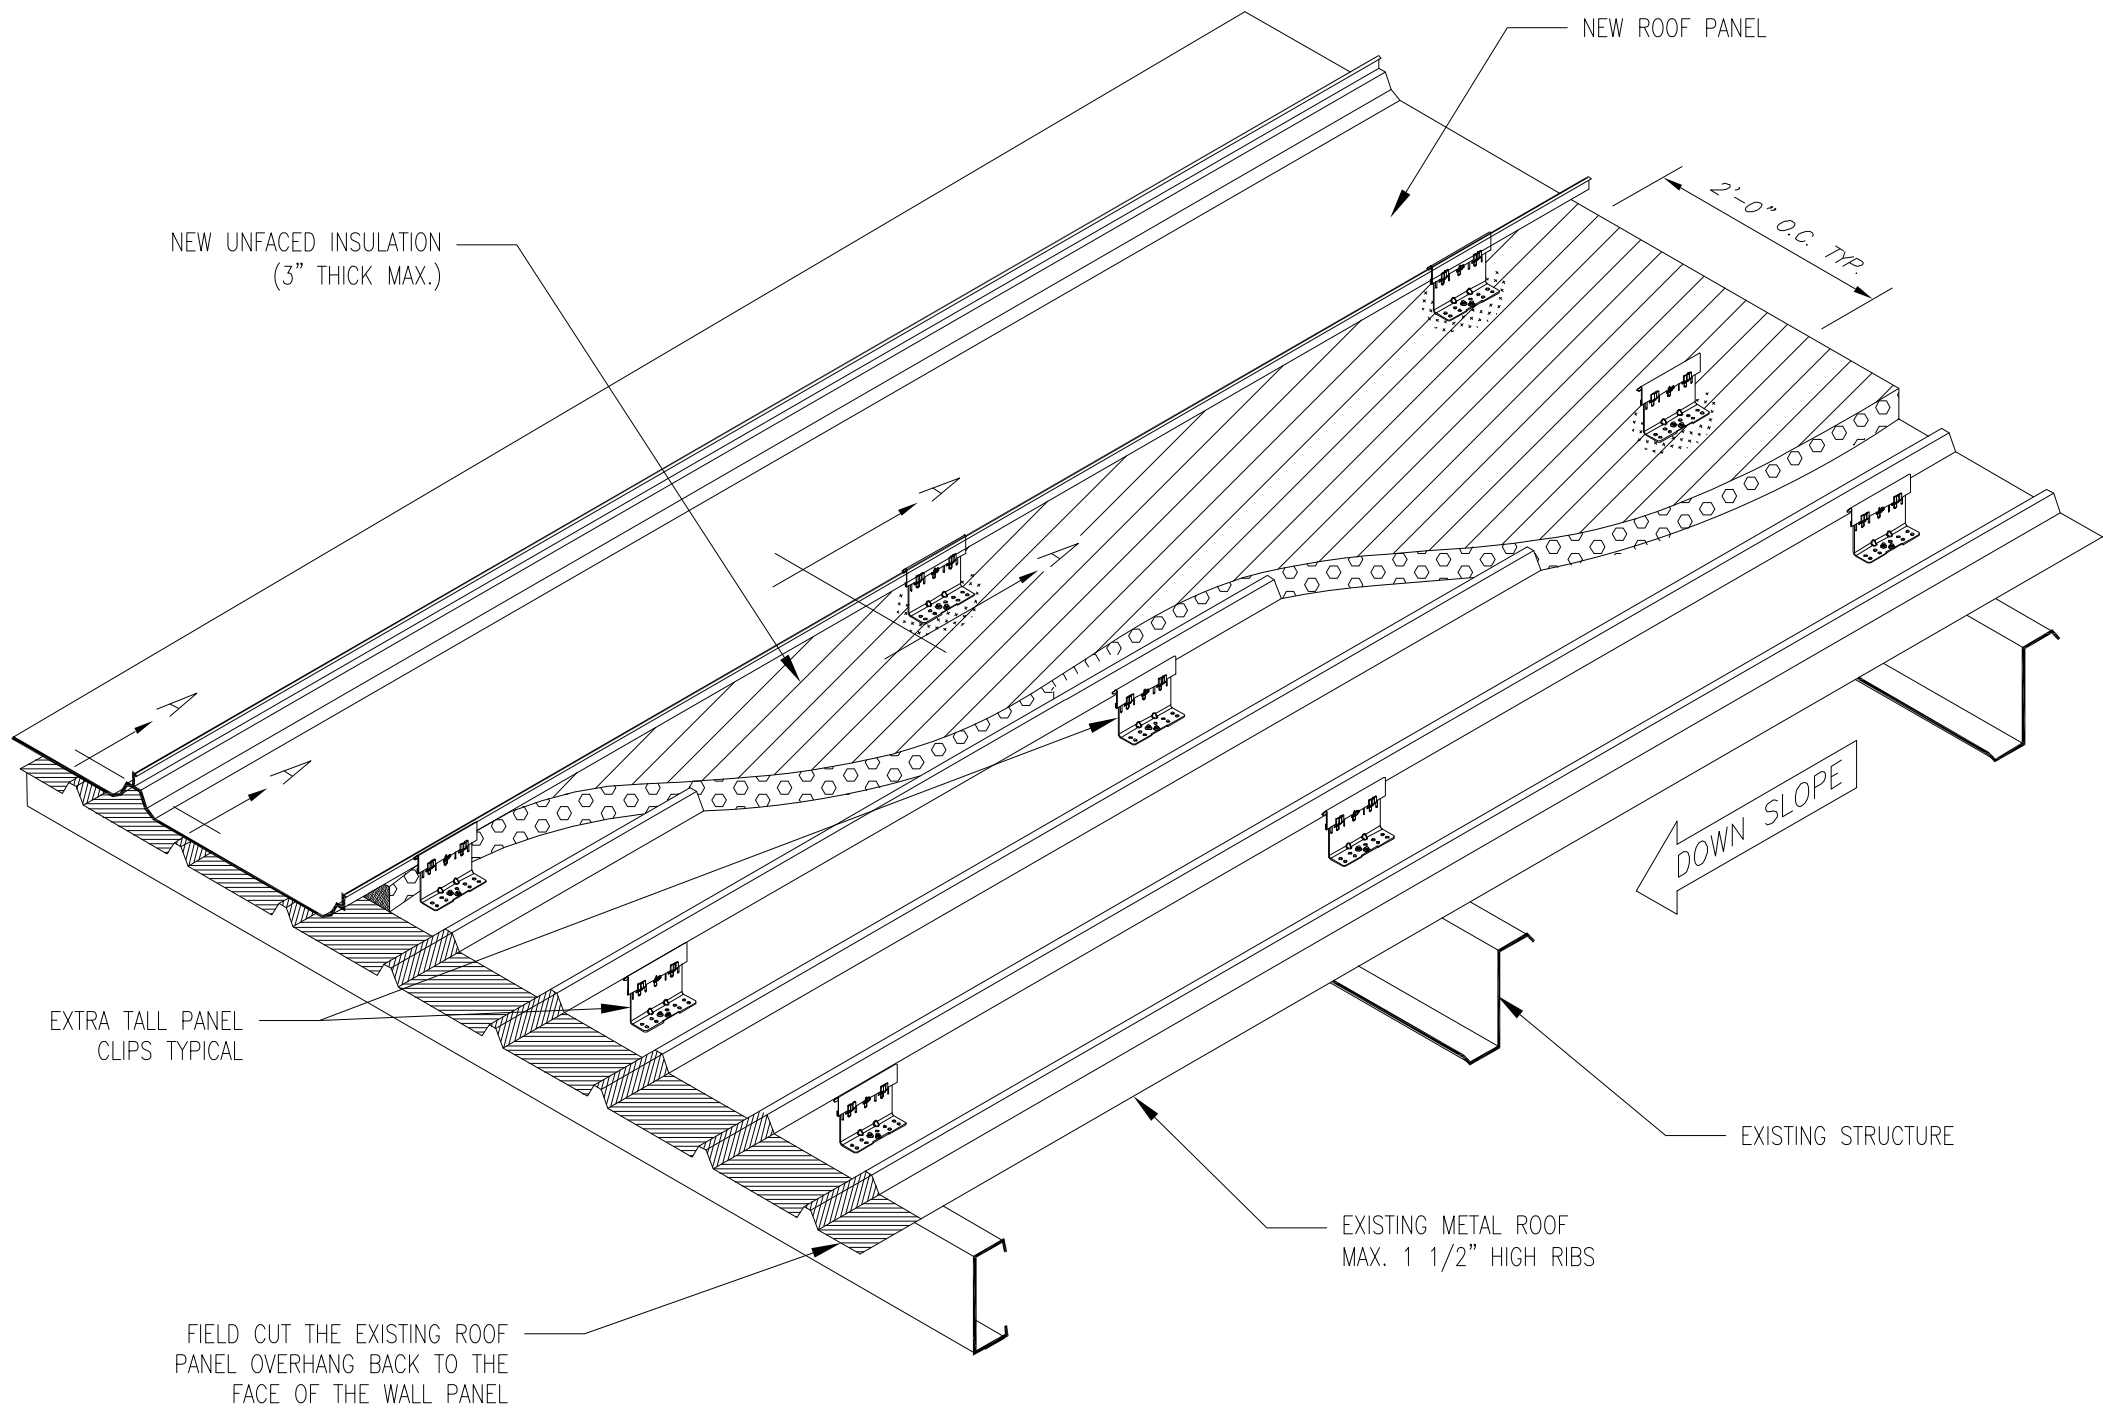 NEW ROOF PANEL
2'-0" O.C. TYP.
NEW UNFACED INSULATION
(3" THICK MAX.)
A
A
A
A
DOWN SLOPE
EXTRA TALL PANEL
CLIPS TYPICAL
EXISTING STRUCTURE
EXISTING METAL ROOF
MAX. 1 1/2" HIGH RIBS
FIELD CUT THE EXISTING ROOF
PANEL OVERHANG BACK TO THE
FACE OF THE WALL PANEL